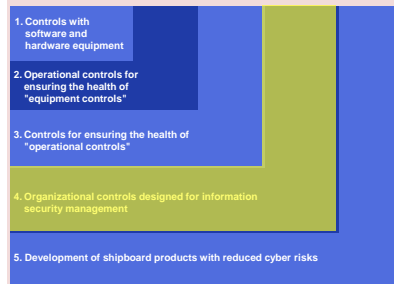 1. Controls with
software and
hardware equipment
2. Operational controls for
ensuring the health of
"equipment controls"
3. Controls for ensuring the health of
"operational controls"
4. Organizational controls designed for information
security management
5. Development of shipboard products with reduced cyber risks